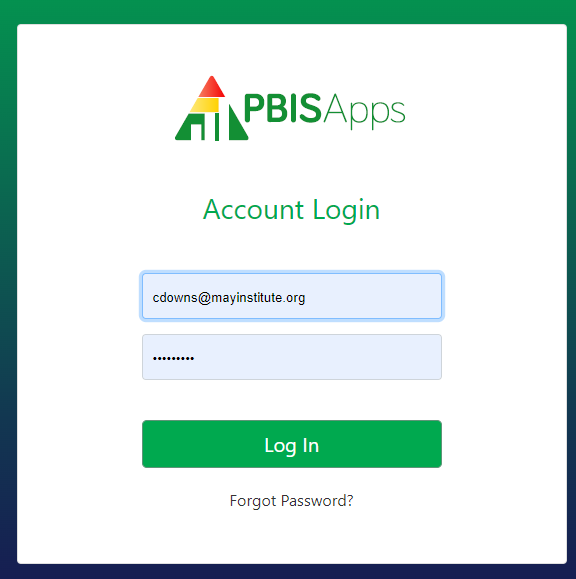 PBISApps
Account Login
cdowns@mayinstitute.org
•••••••••
Log In
Forgot Password?